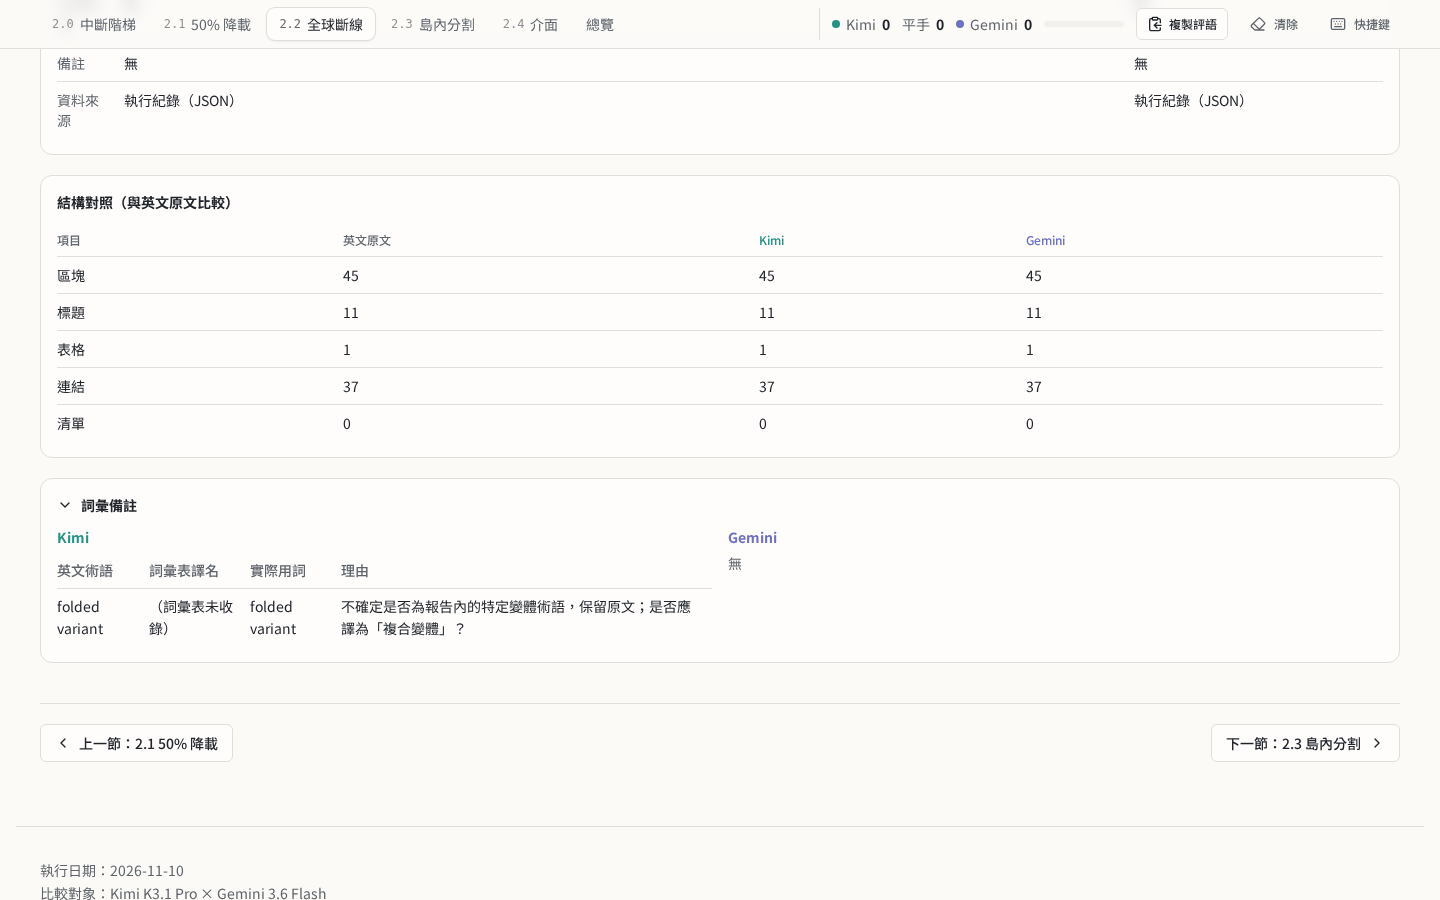 2.0 中斷階梯 2.1 50% 降載 2.2 全球斷線 2.3 島內分割 2.4 介面 總覽 Kimi 0 平手 0 Gemini 0 複製評語 清除 快捷鍵
備註 無 無
資料來源 執行紀錄（JSON） 執行紀錄（JSON）
結構對照（與英文原文比較）
項目 英文原文 Kimi Gemini
區塊 45 45 45
標題 11 11 11
表格 1 1 1
連結 37 37 37
清單 0 0 0
詞彙備註
Kimi Gemini
無
英文術語 詞彙表譯名 實際用詞 理由
folded （詞彙表未收 folded 不確定是否為報告內的特定變體術語，保留原文；是否應
variant 錄） variant 譯為「複合變體」？
上一節：2.1 50% 降載 下一節：2.3 島內分割
執行日期：2026-11-10
比較對象：Kimi K3.1 Pro × Gemini 3.6 Flash